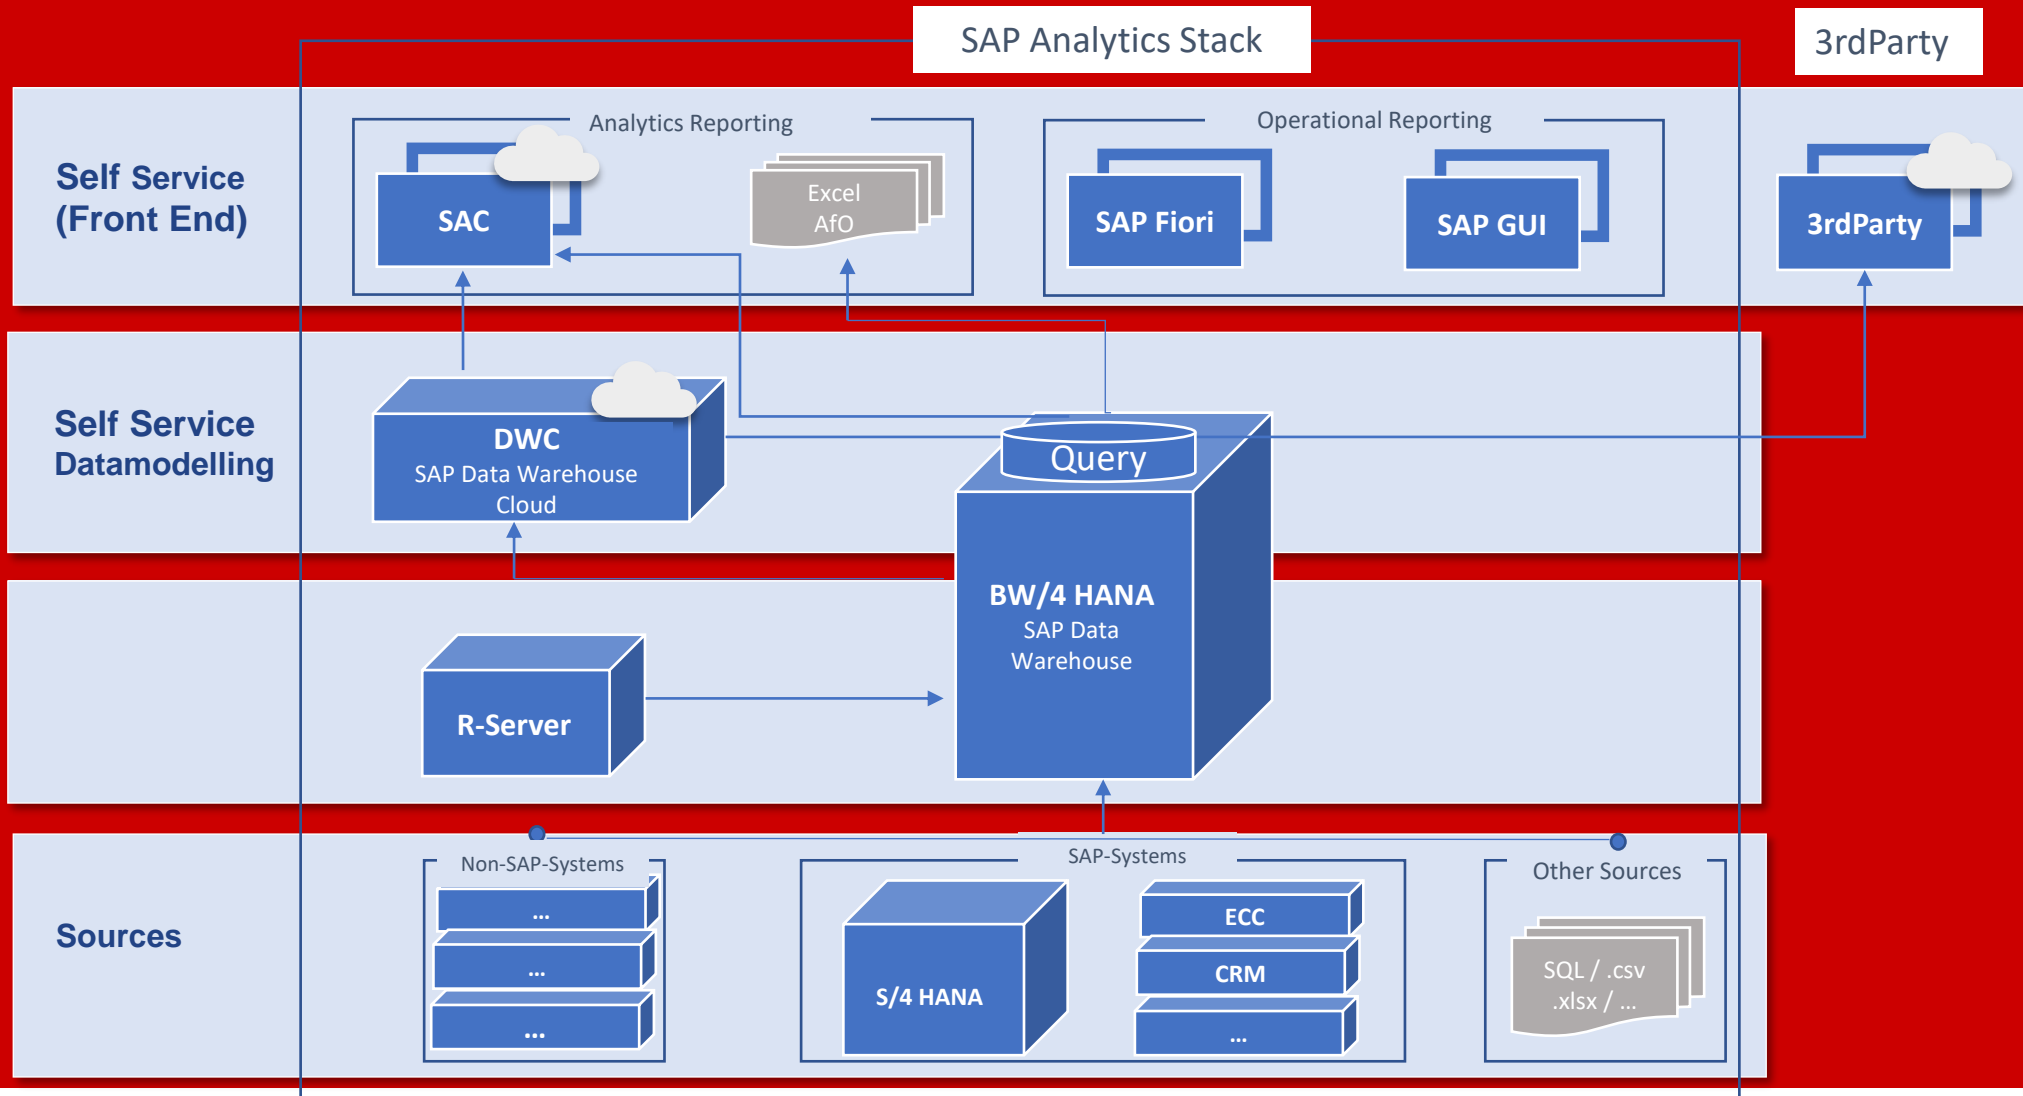 SAP Analytics Stack
3rdParty
Self Service
(Front End)
Analytics Reporting
SAC
Excel
AfO
Operational Reporting
SAP Fiori
SAP GUI
3rdParty
Self Service
Datamodelling
DWC
SAP Data Warehouse
Cloud
Query
BW/4 HANA
SAP Data
Warehouse
R-Server
Sources
Non-SAP-Systems
...
...
...
SAP-Systems
S/4 HANA
ECC
CRM
...
Other Sources
SQL / .csv
.xlsx / ...